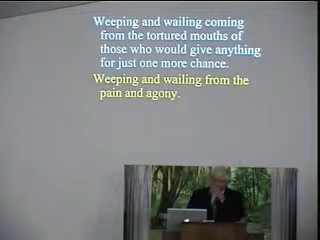 Weeping and wailing coming
from the tortured mouths of
those who would give anything
for just one more chance.
Weeping and wailing from the
pain and agony.